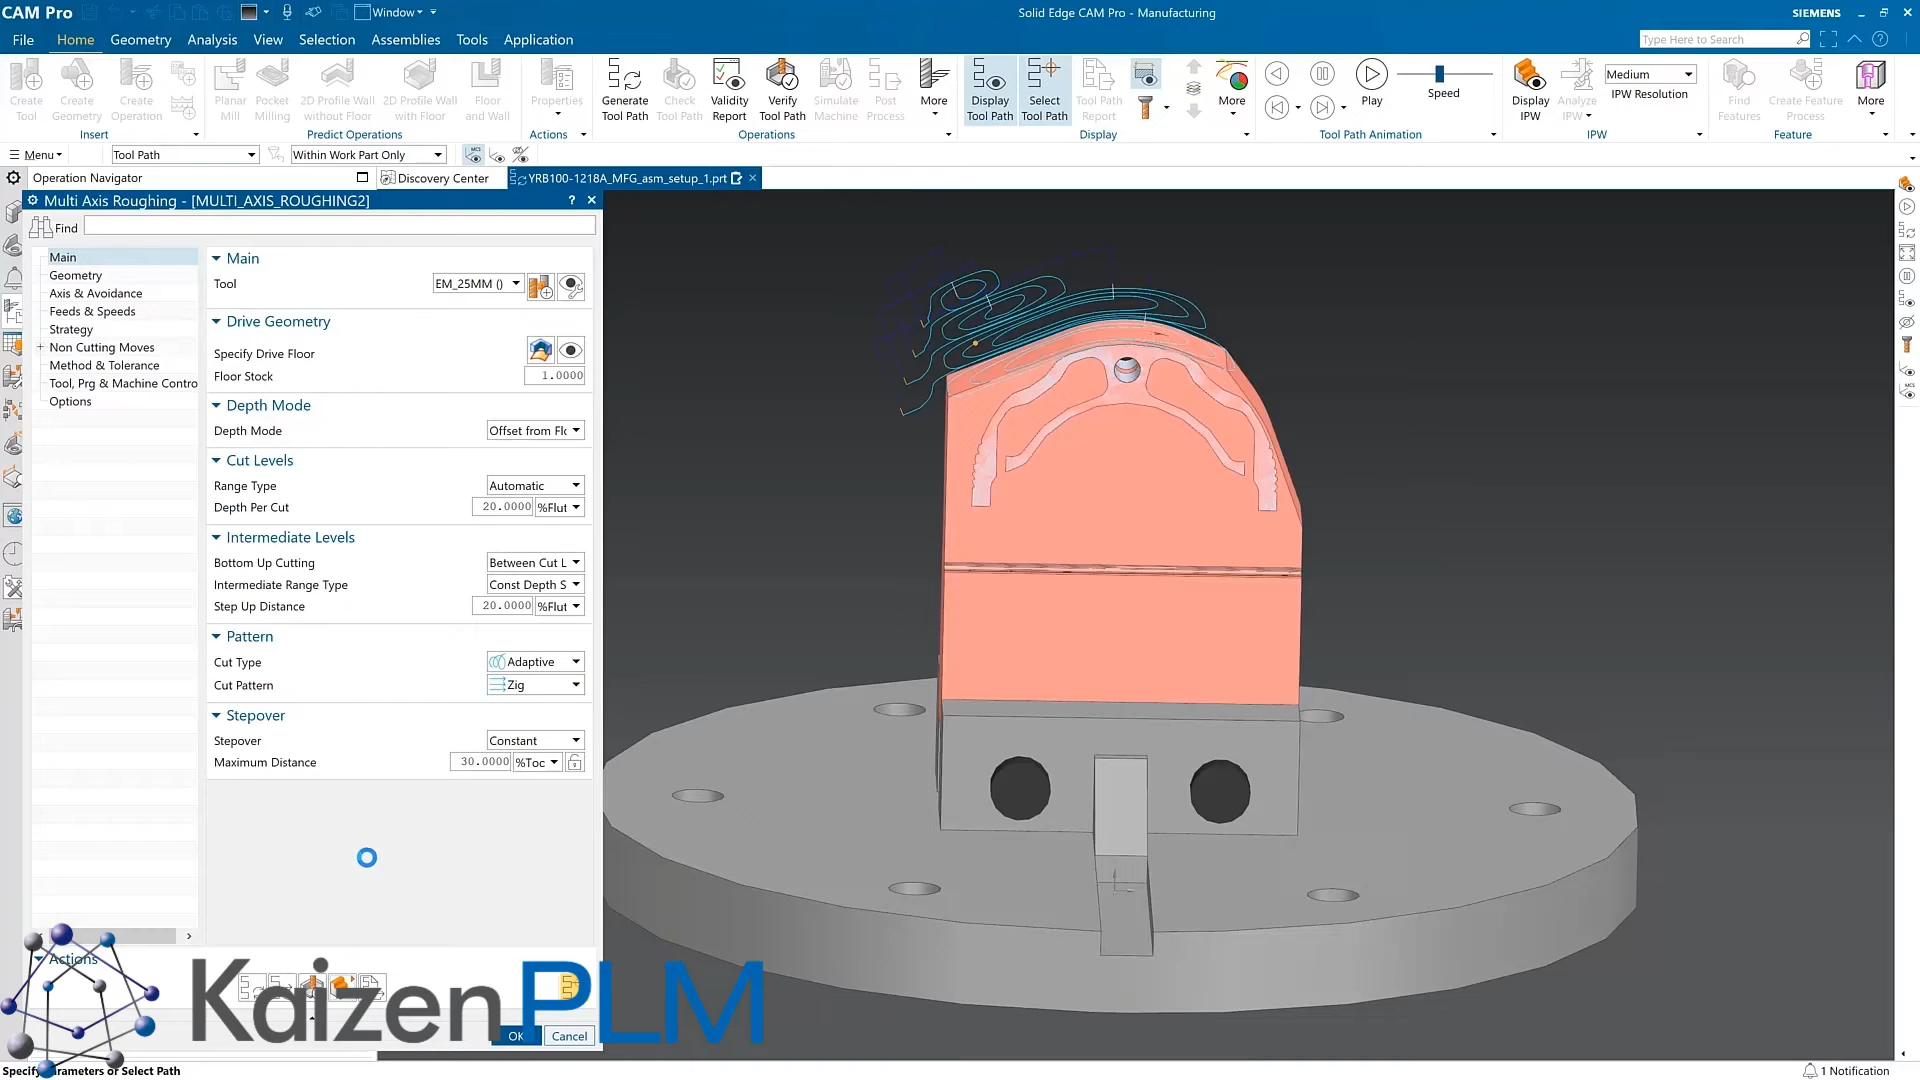 CAM Pro
Window
Solid Edge CAM Pro - Manufacturing
SIEMENS
File Home Geometry Analysis View Selection Assemblies Tools Application
Type Here to Search
Create Tool
Create Geometry
Create Operation
Insert
Planar Mill
Pocket Milling
2D Profile Wall without Floor
2D Profile Wall with Floor
Floor and Wall
Predict Operations
Properties
Actions
Generate Tool Path
Check Tool Path
Validity Report
Verify Tool Path
Simulate Machine
Post Process
More
Operations
Display Tool Path
Select Tool Path
Tool Path Report
More
Display
Play
Speed
Tool Path Animation
Display IPW
Analyze IPW
Medium
IPW Resolution
IPW
Find Features
Create Feature Process
More
Feature
Menu
Tool Path
Within Work Part Only
Operation Navigator
Discovery Center
YRB100-1218A_MFG_asm_setup_1.prt
Multi Axis Roughing - [MULTI_AXIS_ROUGHING2]
Find
Main
Geometry
Axis & Avoidance
Feeds & Speeds
Strategy
Non Cutting Moves
Method & Tolerance
Tool, Prg & Machine Contro
Options
Main
Tool EM_25MM ()
Drive Geometry
Specify Drive Floor
Floor Stock 1.0000
Depth Mode
Depth Mode Offset from Flc
Cut Levels
Range Type Automatic
Depth Per Cut 20.0000 %Flut
Intermediate Levels
Bottom Up Cutting Between Cut L
Intermediate Range Type Const Depth S
Step Up Distance 20.0000 %Flut
Pattern
Cut Type Adaptive
Cut Pattern Zig
Stepover
Stepover Constant
Maximum Distance 30.0000 %Toc
Actions
KaizenPLM
OK Cancel
Specify Parameters or Select Path
1 Notification